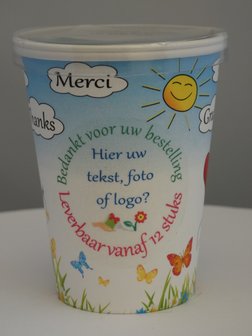 Merci
Bedankt voor uw bestelling
Hier uw
tekst, foto
of logo?
Leverbaar vanaf 12 stuks